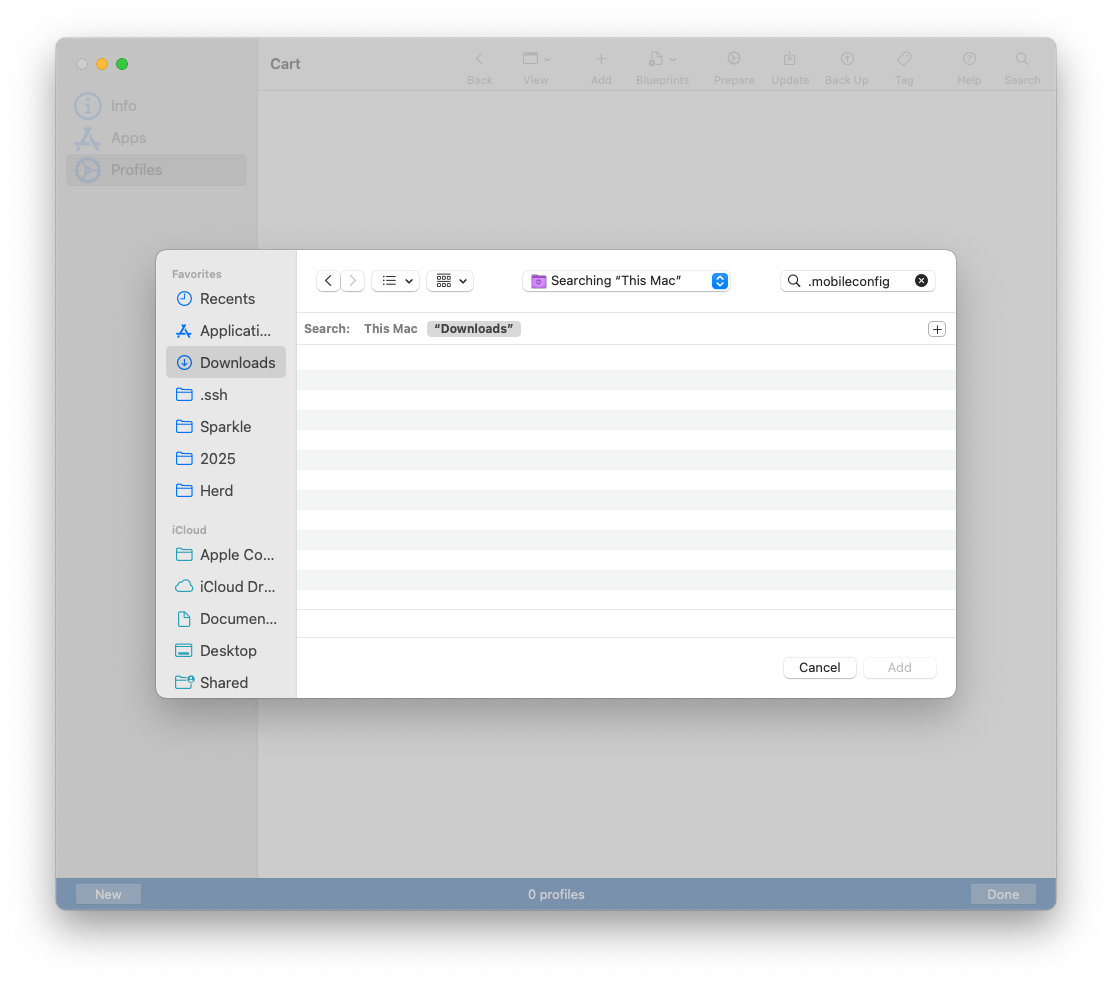 Cart
Back
View
Add
Blueprints
Prepare
Update
Back Up
Tag
Help
Search
Info
Apps
Profiles
Favorites
Recents
Applicati...
Downloads
.ssh
Sparkle
2025
Herd
iCloud
Apple Co...
iCloud Dr...
Documen...
Desktop
Shared
Searching “This Mac”
.mobileconfig
Search: This Mac “Downloads”
Cancel
Add
New
0 profiles
Done